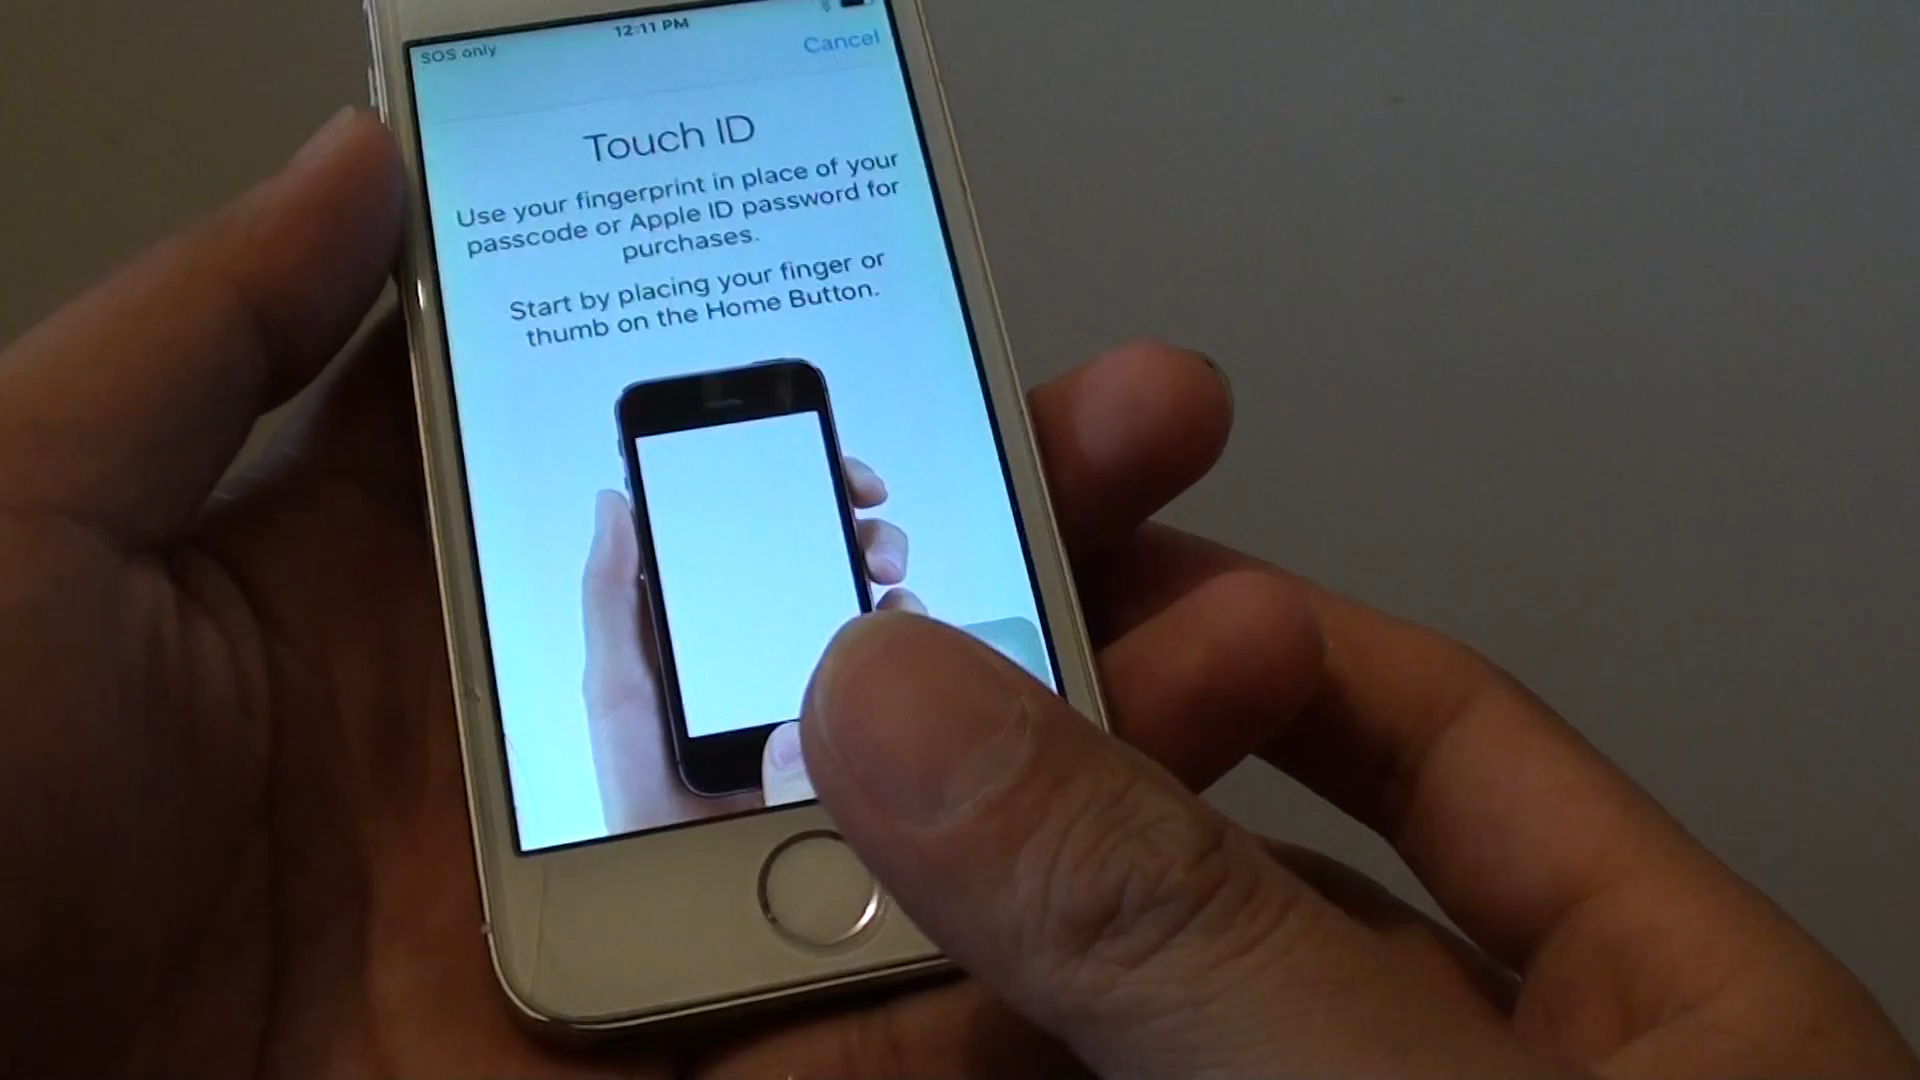 SOS only
12:11 PM
Cancel
Touch ID
Use your fingerprint in place of your
passcode or Apple ID password for
purchases.
Start by placing your finger or
thumb on the Home Button.